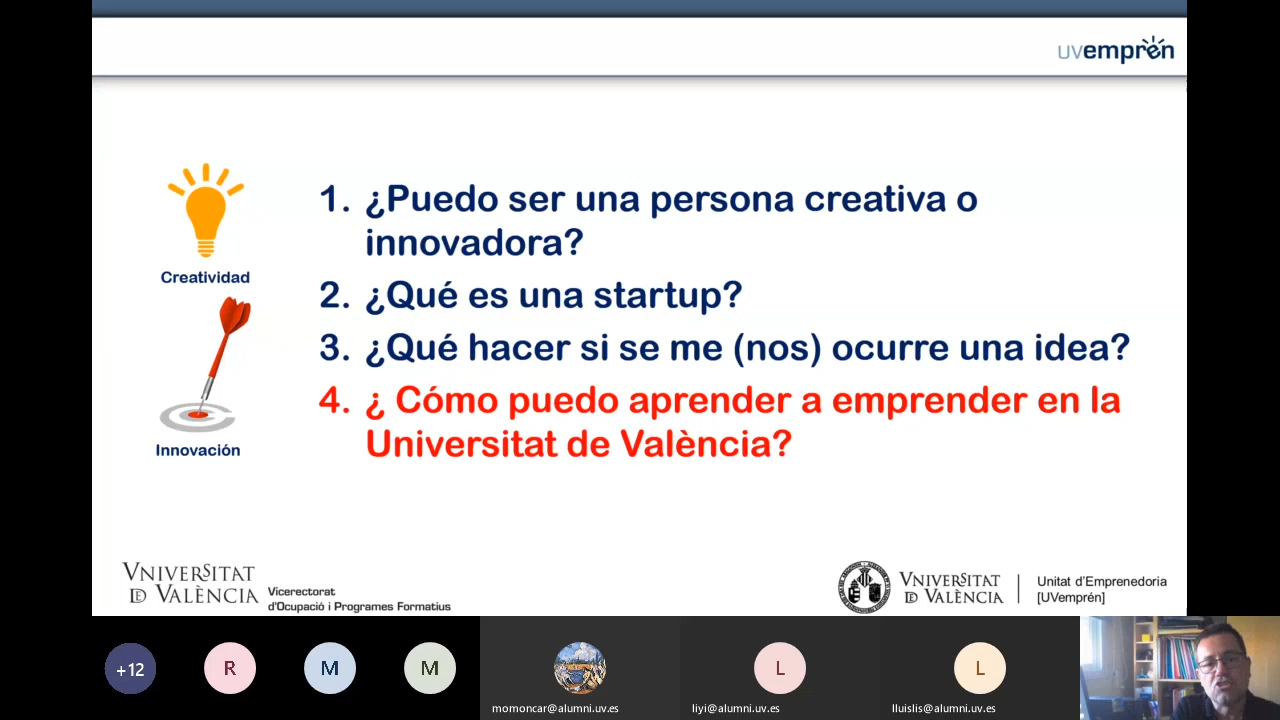 uvemprén
1. ¿Puedo ser una persona creativa o
innovadora?
Creatividad
2. ¿Qué es una startup?
3. ¿Qué hacer si se me (nos) ocurre una idea?
4. ¿ Cómo puedo aprender a emprender en la
Universitat de València?
Innovación
VNIVERSITAT
DE VALÈNCIA
Vicerectorat
d'Ocupació i Programes Formatius
VNIVERSITAT
DE VALÈNCIA
Unitat d'Emprenedoria
[UVemprén]
+12
R
M
M
L
L
momoncar@alumni.uv.es
liyi@alumni.uv.es
lluislis@alumni.uv.es